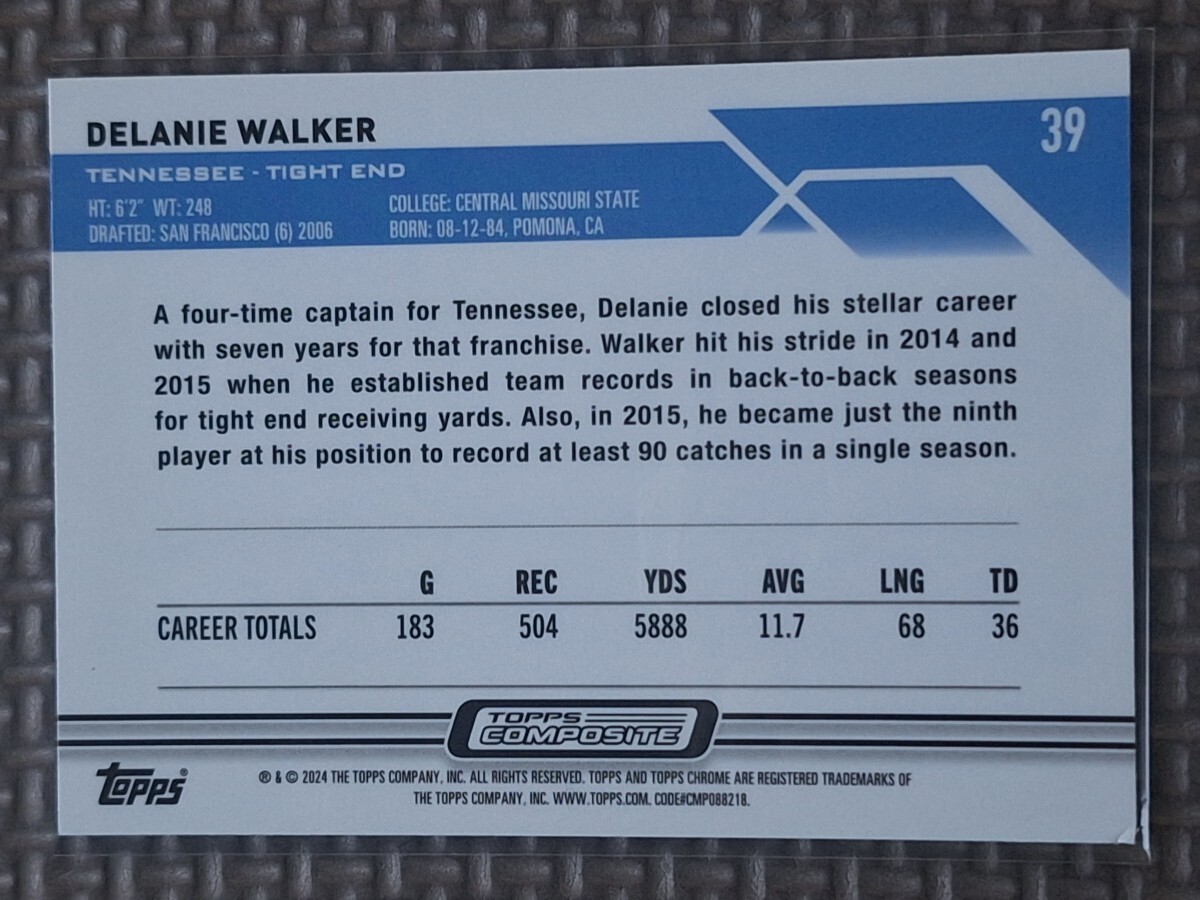 DELANIE WALKER
39
TENNESSEE - TIGHT END
HT: 6'2" WT: 248
COLLEGE: CENTRAL MISSOURI STATE
DRAFTED: SAN FRANCISCO (6) 2006
BORN: 08-12-84, POMONA, CA
A four-time captain for Tennessee, Delanie closed his stellar career
with seven years for that franchise. Walker hit his stride in 2014 and
2015 when he established team records in back-to-back seasons
for tight end receiving yards. Also, in 2015, he became just the ninth
player at his position to record at least 90 catches in a single season.
G REC YDS AVG LNG TD
CAREER TOTALS 183 504 5888 11.7 68 36
TOPPS
COMPOSITE
topps®
® & © 2024 THE TOPPS COMPANY, INC. ALL RIGHTS RESERVED. TOPPS AND TOPPS CHROME ARE REGISTERED TRADEMARKS OF
THE TOPPS COMPANY, INC. WWW.TOPPS.COM. CODE#CMP088218.